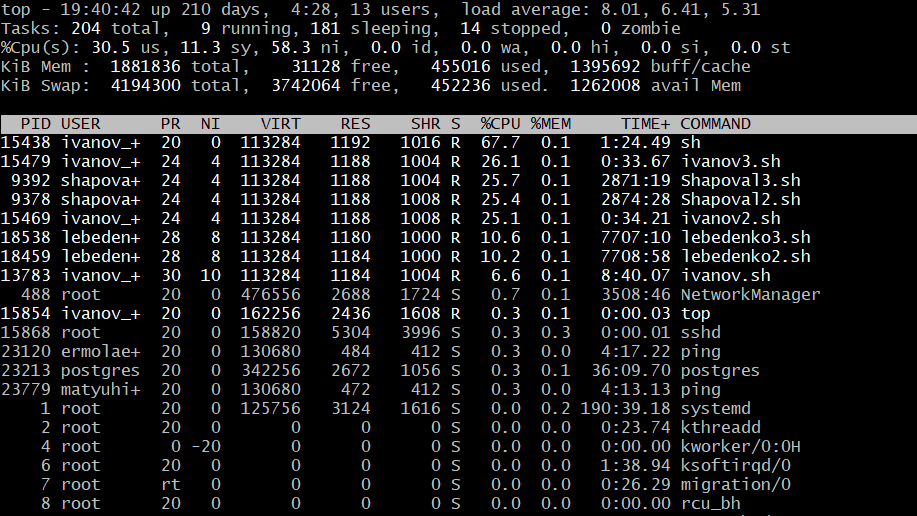 top - 19:40:42 up 210 days,  4:28, 13 users,  load average: 8.01, 6.41, 5.31
Tasks: 204 total,   9 running, 181 sleeping,  14 stopped,   0 zombie
%Cpu(s): 30.5 us, 11.3 sy, 58.3 ni,  0.0 id,  0.0 wa,  0.0 hi,  0.0 si,  0.0 st
KiB Mem :  1881836 total,    31128 free,   455016 used,  1395692 buff/cache
KiB Swap:  4194300 total,  3742064 free,   452236 used.  1262008 avail Mem
  PID USER      PR  NI    VIRT    RES    SHR S  %CPU %MEM     TIME+ COMMAND
15438 ivanov_+  20   0  113284   1192   1016 R  67.7  0.1   1:24.49 sh
15479 ivanov_+  24   4  113284   1188   1004 R  26.1  0.1   0:33.67 ivanov3.sh
 9392 shapova+  24   4  113284   1188   1004 R  25.7  0.1   2871:19 Shapoval3.sh
 9378 shapova+  24   4  113284   1188   1008 R  25.4  0.1   2874:28 Shapoval2.sh
15469 ivanov_+  24   4  113284   1188   1008 R  25.1  0.1   0:34.21 ivanov2.sh
18538 lebeden+  28   8  113284   1180   1000 R  10.6  0.1   7707:10 lebedenko3.sh
18459 lebeden+  28   8  113284   1184   1000 R  10.2  0.1   7708:58 lebedenko2.sh
13783 ivanov_+  30  10  113284   1184   1004 R   6.6  0.1   8:40.07 ivanov.sh
  488 root      20   0  476556   2688   1724 S   0.7  0.1   3508:46 NetworkManager
15854 ivanov_+  20   0  162256   2436   1608 R   0.3  0.1   0:00.03 top
15868 root      20   0  158820   5304   3996 S   0.3  0.3   0:00.01 sshd
23120 ermolae+  20   0  130680    484    412 S   0.3  0.0   4:17.22 ping
23213 postgres  20   0  342256   2672   1056 S   0.3  0.1  36:09.70 postgres
23779 matyuhi+  20   0  130680    472    412 S   0.3  0.0   4:13.13 ping
    1 root      20   0  125756   3124   1616 S   0.0  0.2 190:39.18 systemd
    2 root      20   0       0      0      0 S   0.0  0.0   0:23.74 kthreadd
    4 root       0 -20       0      0      0 S   0.0  0.0   0:00.00 kworker/0:0H
    6 root      20   0       0      0      0 S   0.0  0.0   1:38.94 ksoftirqd/0
    7 root      rt   0       0      0      0 S   0.0  0.0   0:26.29 migration/0
    8 root      20   0       0      0      0 S   0.0  0.0   0:00.00 rcu_bh